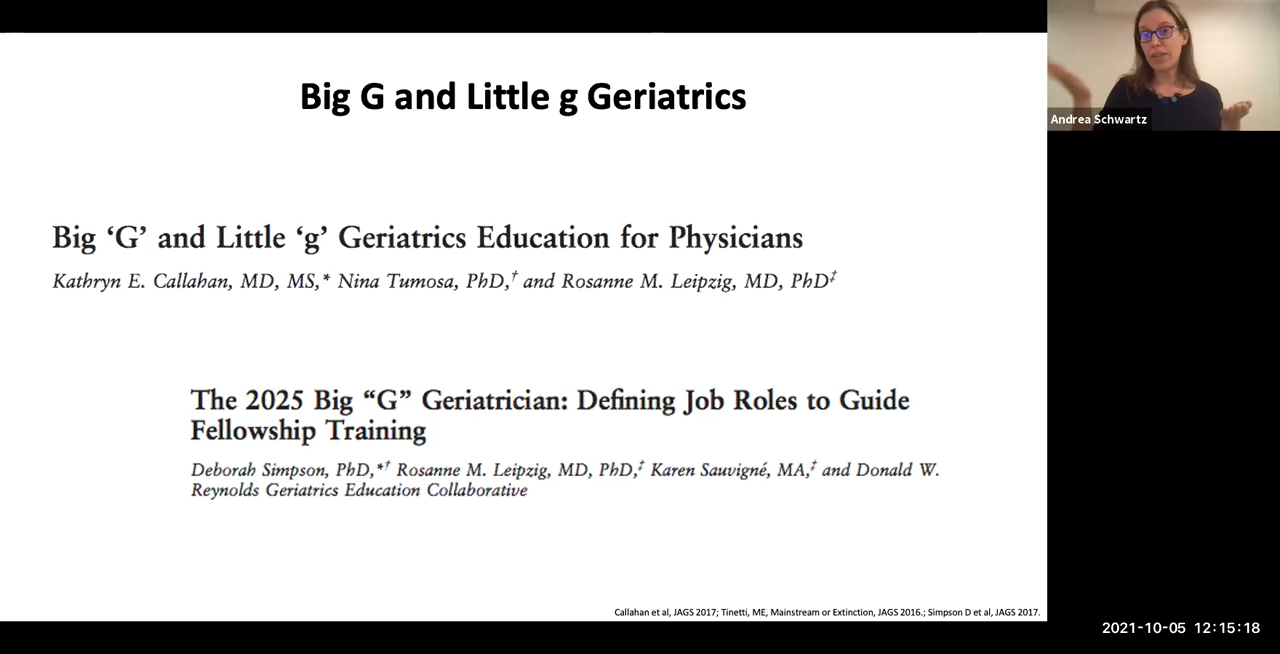 Big G and Little g Geriatrics
Big ‘G’ and Little ‘g’ Geriatrics Education for Physicians
Kathryn E. Callahan, MD, MS,* Nina Tumosa, PhD,† and Rosanne M. Leipzig, MD, PhD‡
The 2025 Big “G” Geriatrician: Defining Job Roles to Guide
Fellowship Training
Deborah Simpson, PhD,*† Rosanne M. Leipzig, MD, PhD,‡ Karen Sauvigné, MA,‡ and Donald W.
Reynolds Geriatrics Education Collaborative
Callahan et al, JAGS 2017; Tinetti, ME, Mainstream or Extinction, JAGS 2016.; Simpson D et al, JAGS 2017.
Andrea Schwartz
2021-10-05 12:15:18